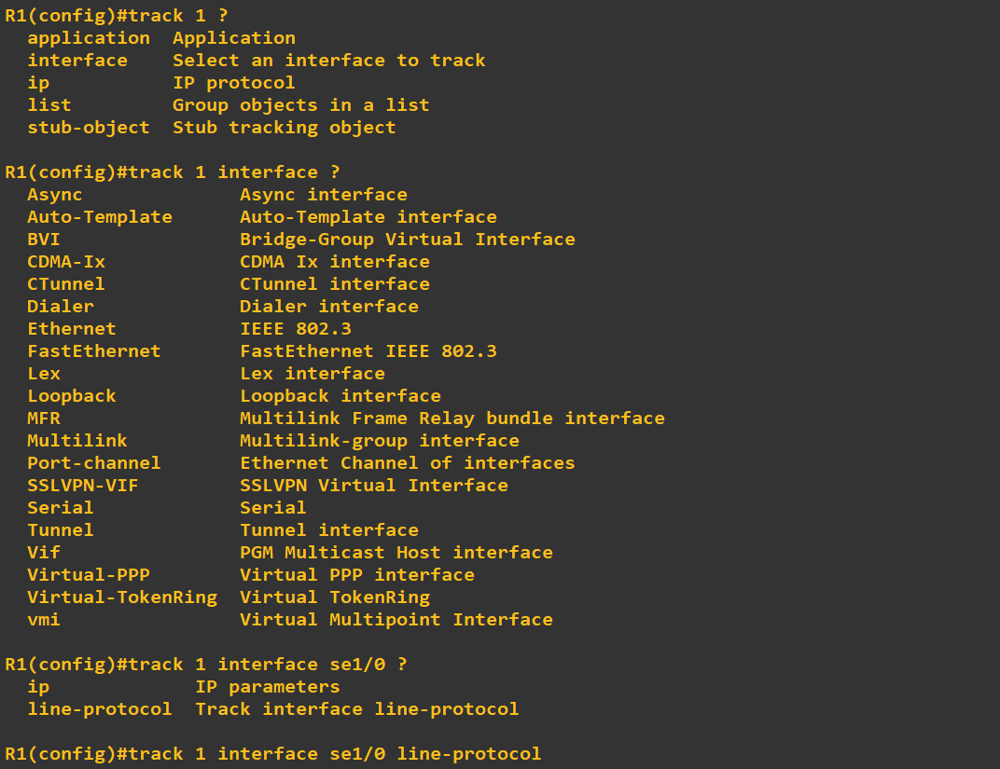 R1(config)#track 1 ?
  application  Application
  interface    Select an interface to track
  ip           IP protocol
  list         Group objects in a list
  stub-object  Stub tracking object

R1(config)#track 1 interface ?
  Async              Async interface
  Auto-Template      Auto-Template interface
  BVI                Bridge-Group Virtual Interface
  CDMA-Ix            CDMA Ix interface
  CTunnel            CTunnel interface
  Dialer             Dialer interface
  Ethernet           IEEE 802.3
  FastEthernet       FastEthernet IEEE 802.3
  Lex                Lex interface
  Loopback           Loopback interface
  MFR                Multilink Frame Relay bundle interface
  Multilink          Multilink-group interface
  Port-channel       Ethernet Channel of interfaces
  SSLVPN-VIF         SSLVPN Virtual Interface
  Serial             Serial
  Tunnel             Tunnel interface
  Vif                PGM Multicast Host interface
  Virtual-PPP        Virtual PPP interface
  Virtual-TokenRing  Virtual TokenRing
  vmi                Virtual Multipoint Interface

R1(config)#track 1 interface se1/0 ?
  ip             IP parameters
  line-protocol  Track interface line-protocol

R1(config)#track 1 interface se1/0 line-protocol